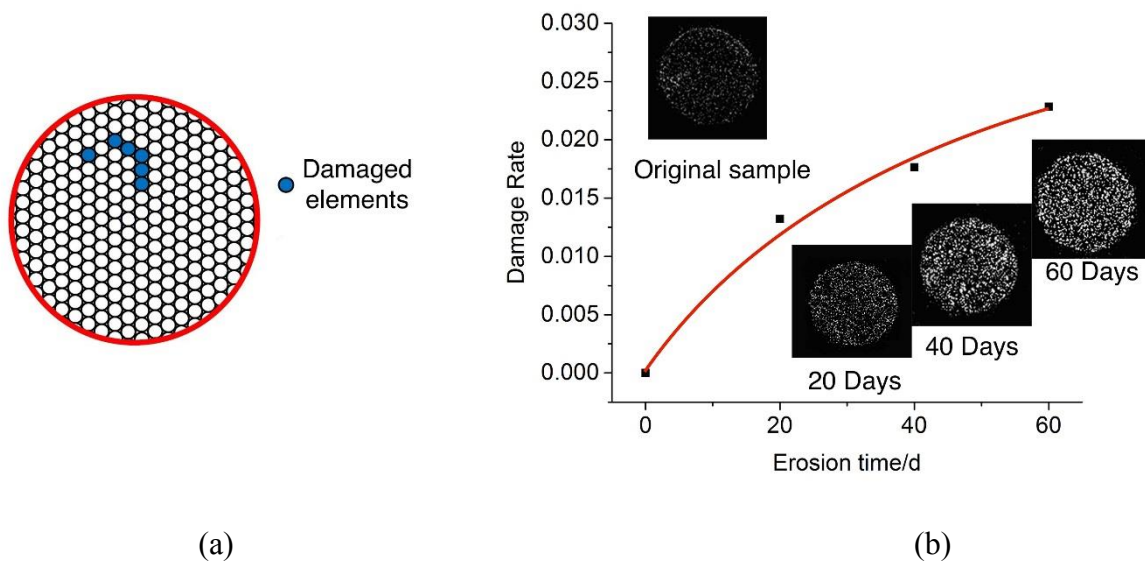 Damaged
elements
0.030
0.025
0.020
0.015
0.010
0.005
0.000
Damage Rate
Original sample
20 Days
40 Days
60 Days
0
20
40
60
Erosion time/d
(a)
(b)